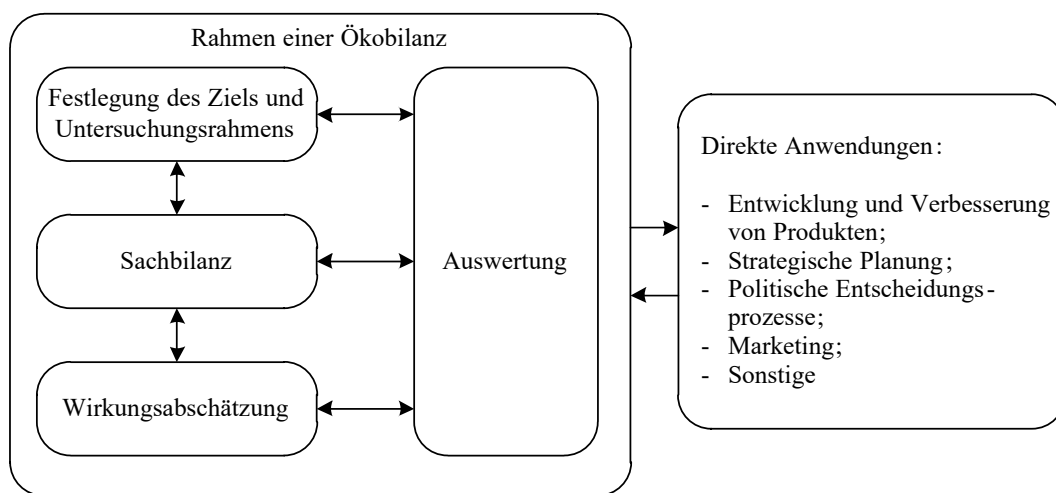 Rahmen einer Ökobilanz
Festlegung des Ziels und
Untersuchungsrahmens
Sachbilanz
Wirkungsabschätzung
Auswertung
Direkte Anwendungen:
- Entwicklung und Verbesserung
von Produkten;
- Strategische Planung;
- Politische Entscheidungs-
prozesse;
- Marketing;
- Sonstige